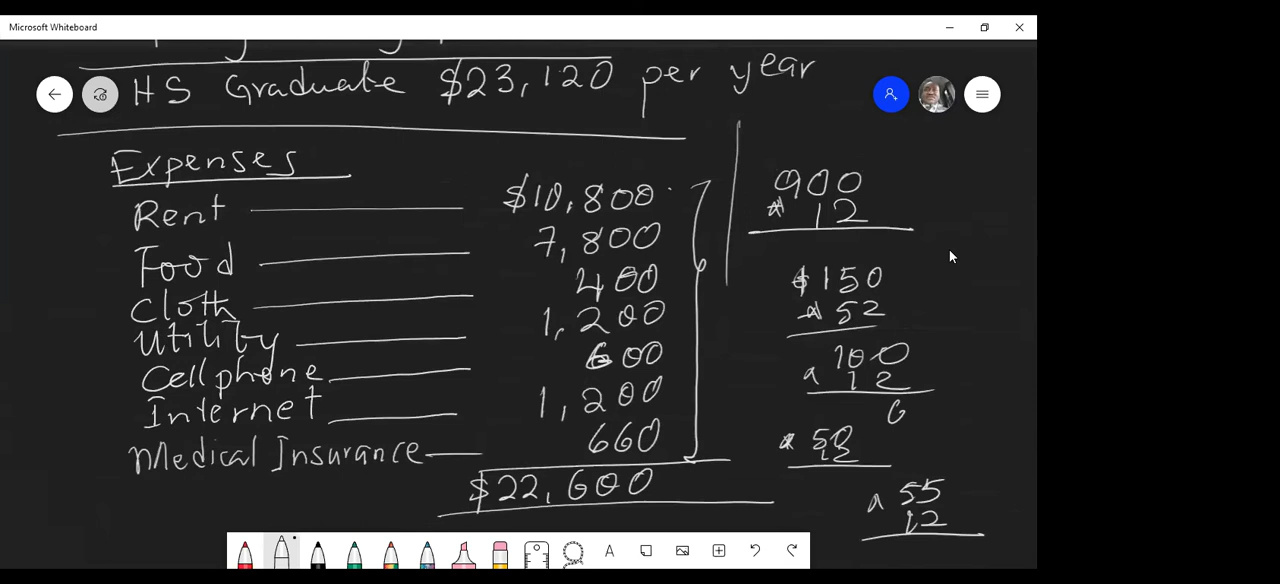 Microsoft Whiteboard
HS Graduate $23,120 per year
Expenses
Rent $10,800
Food 7,800
Cloth 400
Utility 1,200
Cellphone 600
Internet 1,200
Medical Insurance 660
$22,600
900
12
$150
52
100
12
0
50
12
55
12
A